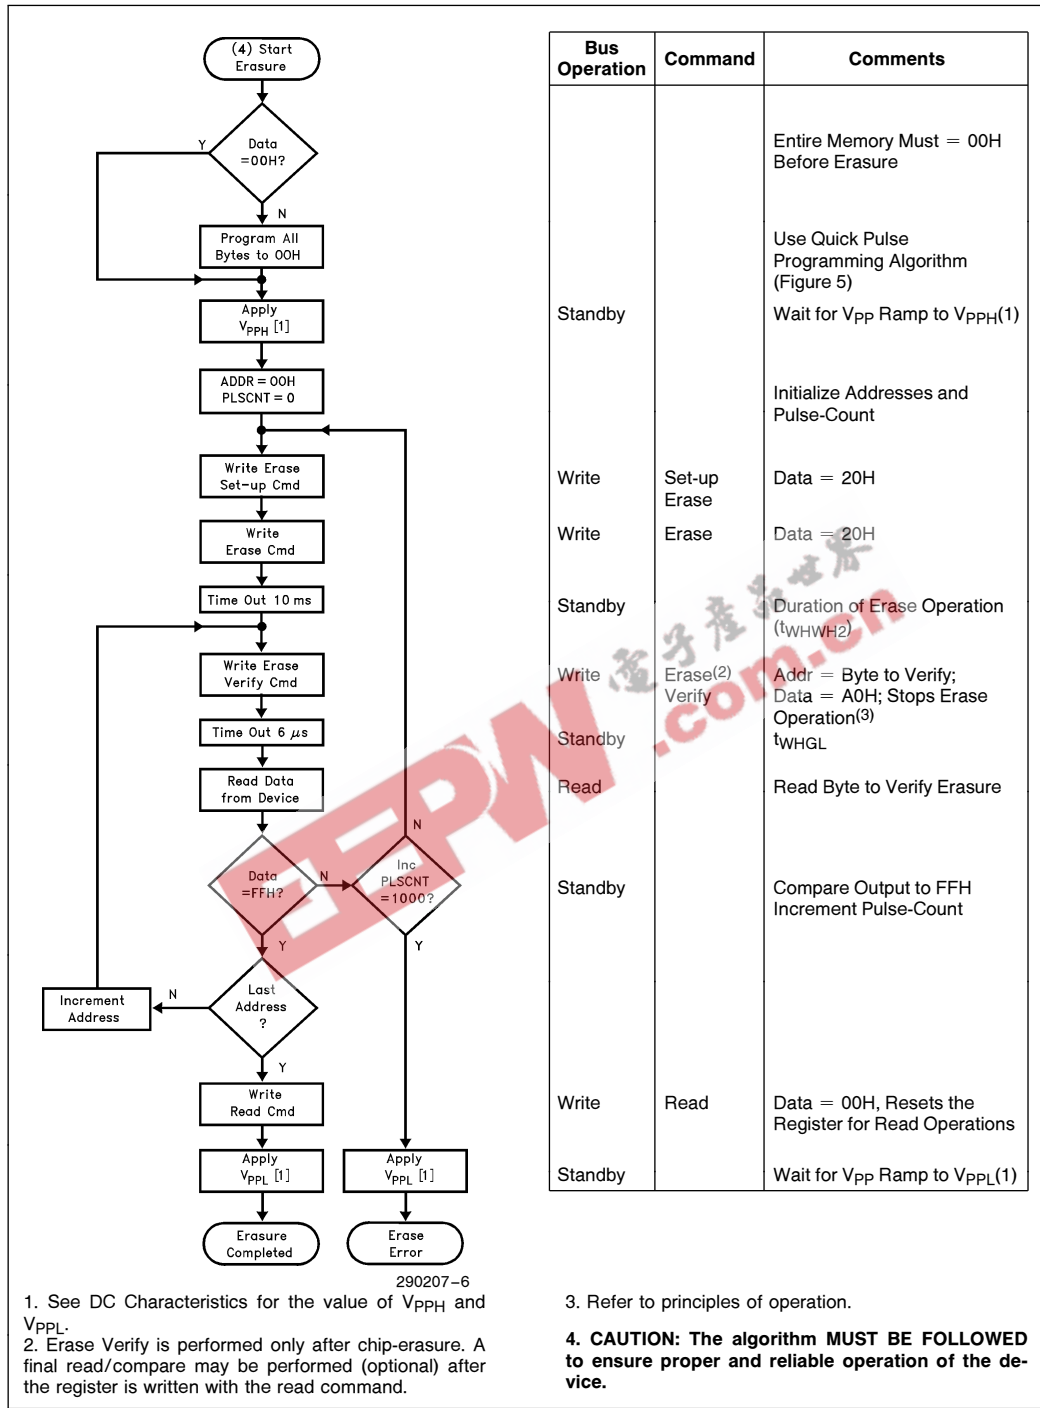 (4) Start
Erasure
Data
=00H?
Y
N
Program All
Bytes to 00H
Apply
VPPH [1]
ADDR = 00H
PLSCNT = 0
Write Erase
Set-up Cmd
Write
Erase Cmd
Time Out 10 ms
Write Erase
Verify Cmd
Time Out 6 μs
Read Data
from Device
Data
=FFH?
N
Y
Inc
PLSCNT
=1000?
N
Y
Last
Address
?
N
Y
Increment
Address
Write
Read Cmd
Apply
VPPL [1]
Apply
VPPL [1]
Erasure
Completed
Erase
Error
290207–6
Bus
Operation
Command
Comments
Entire Memory Must = 00H
Before Erasure
Use Quick Pulse
Programming Algorithm
(Figure 5)
Standby
Wait for VPP Ramp to VPPH(1)
Initialize Addresses and
Pulse-Count
Write
Set-up
Erase
Data = 20H
Write
Erase
Data = 20H
Standby
Duration of Erase Operation
(tWHWH2)
Write
Erase(2)
Verify
Addr = Byte to Verify;
Data = A0H; Stops Erase
Operation(3)
Standby
tWHGL
Read
Read Byte to Verify Erasure
Standby
Compare Output to FFH
Increment Pulse-Count
Write
Read
Data = 00H, Resets the
Register for Read Operations
Standby
Wait for VPP Ramp to VPPL(1)
EEPW
.com.cn
電子產品世界
1. See DC Characteristics for the value of VPPH and
VPPL.
2. Erase Verify is performed only after chip-erasure. A
final read/compare may be performed (optional) after
the register is written with the read command.
3. Refer to principles of operation.
4. CAUTION: The algorithm MUST BE FOLLOWED
to ensure proper and reliable operation of the de-
vice.